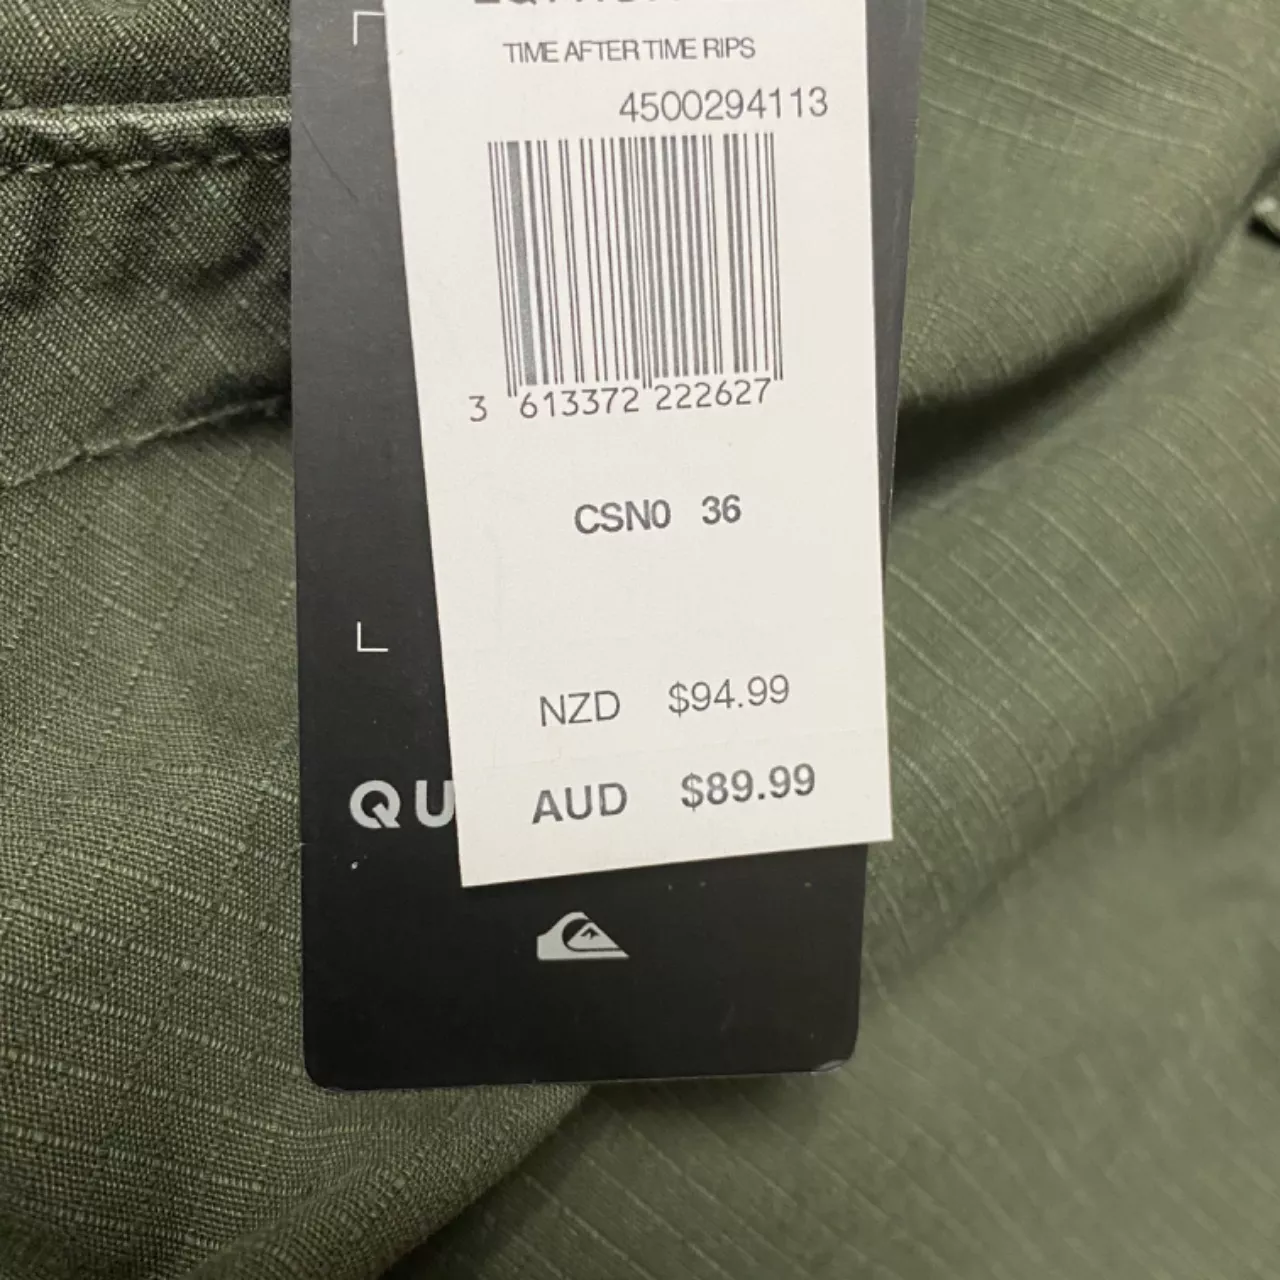 TIME AFTER TIME RIPS
4500294113
3 613372 222627
CSN0 36
NZD $94.99
AUD $89.99
QU